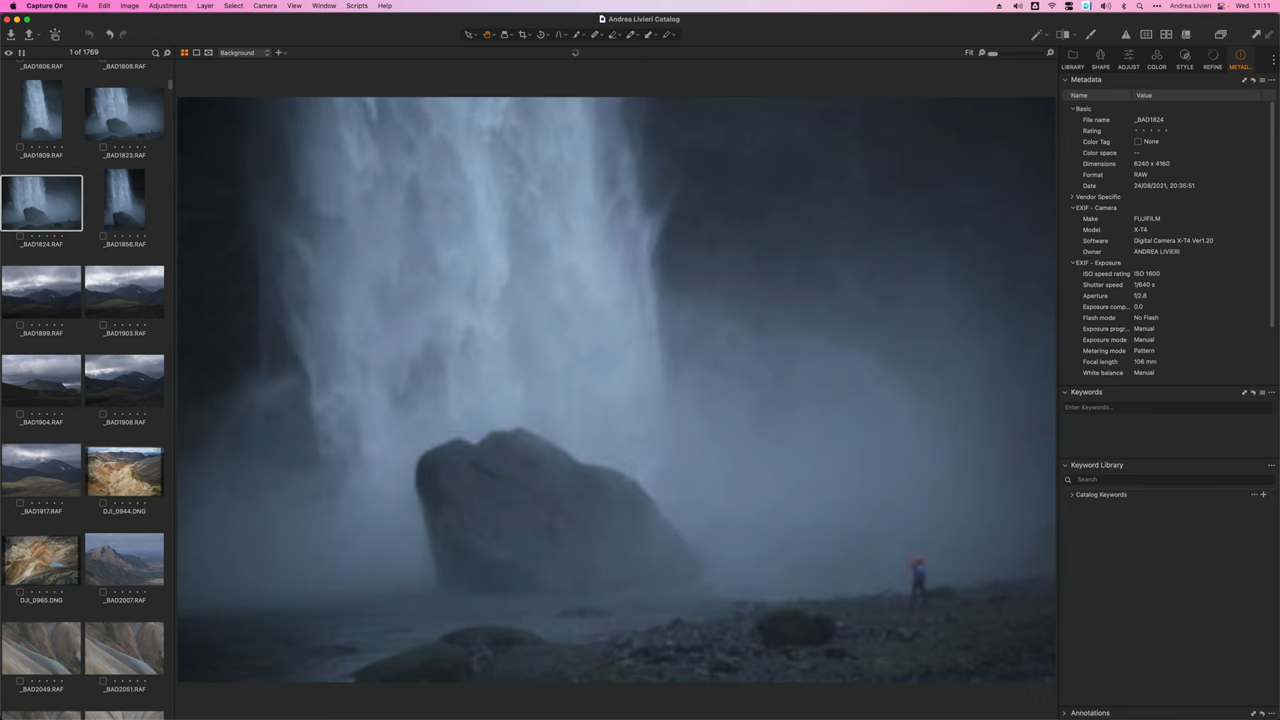 Capture One File Edit Image Adjustments Layer Select Camera View Window Scripts Help Andrea Livieri Wed 11:11
Andrea Livieri Catalog
1 of 1769 Background Fit
LIBRARY SHAPE ADJUST COLOR STYLE REFINE METAD...
_BAD1806.RAF _BAD1808.RAF
_BAD1809.RAF _BAD1823.RAF
_BAD1824.RAF _BAD1856.RAF
_BAD1899.RAF _BAD1903.RAF
_BAD1904.RAF _BAD1908.RAF
_BAD1917.RAF DJI_0944.DNG
DJI_0965.DNG _BAD2007.RAF
_BAD2049.RAF _BAD2051.RAF
Metadata
Name Value
Basic
File name _BAD1824
Rating
Color Tag None
Color space --
Dimensions 6240 x 4160
Format RAW
Date 24/08/2021, 20:35:51
Vendor Specific
EXIF - Camera
Make FUJIFILM
Model X-T4
Software Digital Camera X-T4 Ver1.20
Owner ANDREA LIVIERI
EXIF - Exposure
ISO speed rating ISO 1600
Shutter speed 1/640 s
Aperture f/2.8
Exposure comp... 0.0
Flash mode No Flash
Exposure progr... Manual
Exposure mode Manual
Metering mode Pattern
Focal length 106 mm
White balance Manual
Keywords
Enter Keywords...
Keyword Library
Search
Catalog Keywords
Annotations